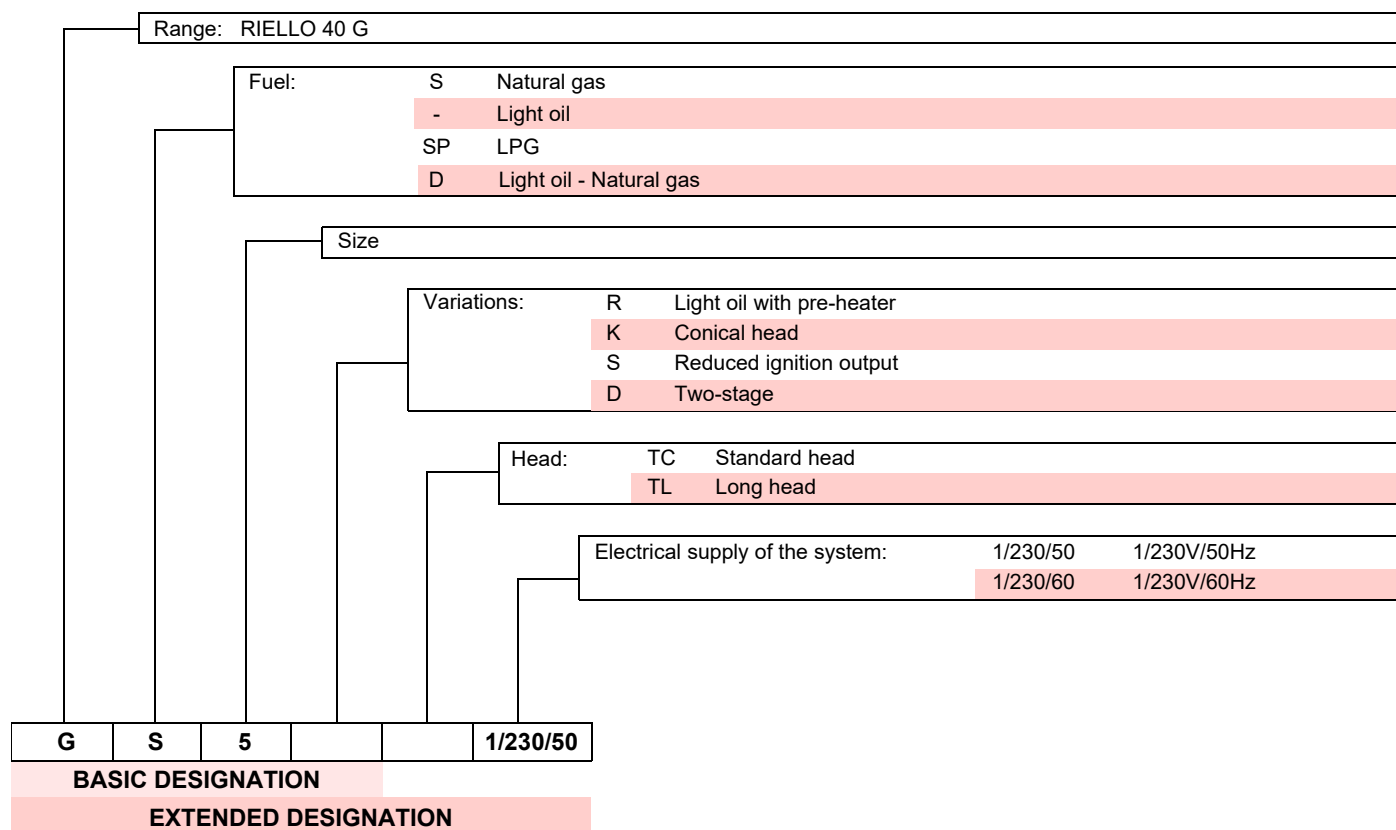 Range: RIELLO 40 G
Fuel: S Natural gas
- Light oil
SP LPG
D Light oil - Natural gas
Size
Variations: R Light oil with pre-heater
K Conical head
S Reduced ignition output
D Two-stage
Head: TC Standard head
TL Long head
Electrical supply of the system: 1/230/50 1/230V/50Hz
1/230/60 1/230V/60Hz
G S 5 1/230/50
BASIC DESIGNATION
EXTENDED DESIGNATION